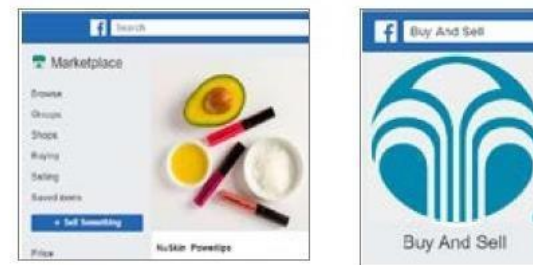 f Search
Marketplace
Browse
Groups
Shops
Buying
Selling
Saved items
+ Sell Something
Price
NuSkin Powerlips
f Buy And Sell
Buy And Sell